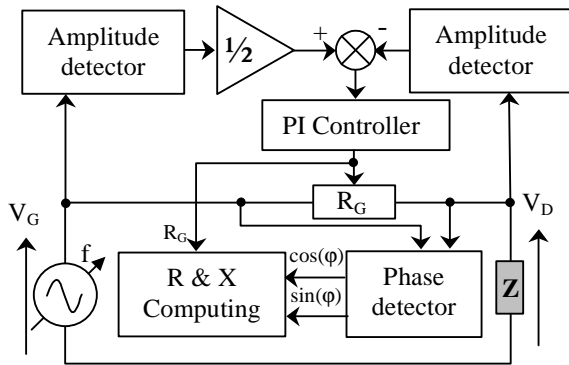 Amplitude
detector
½
+
-
Amplitude
detector
PI Controller
V_G
R_G
V_D
R_G
f
cos(φ)
R & X
Computing
sin(φ)
Phase
detector
Z